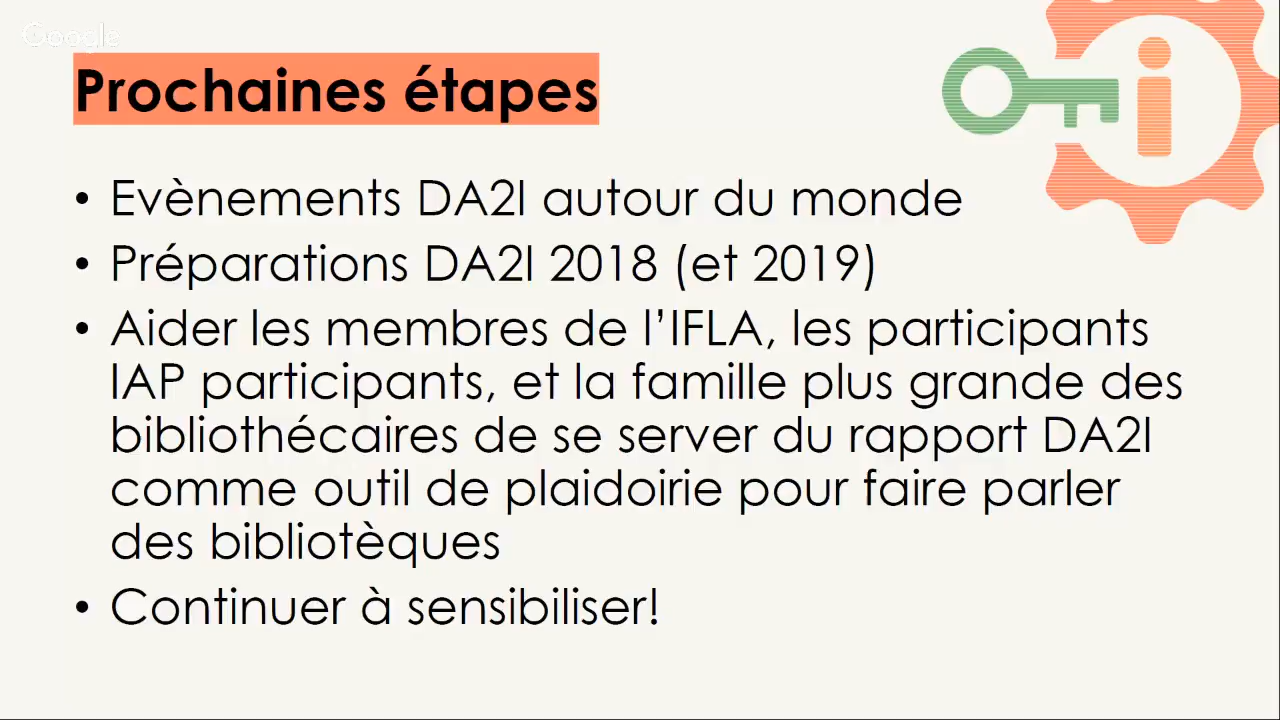 Google
Prochaines étapes
• Evènements DA2I autour du monde
• Préparations DA2I 2018 (et 2019)
• Aider les membres de l’IFLA, les participants
IAP participants, et la famille plus grande des
bibliothécaires de se server du rapport DA2I
comme outil de plaidoirie pour faire parler
des bibliotèques
• Continuer à sensibiliser!